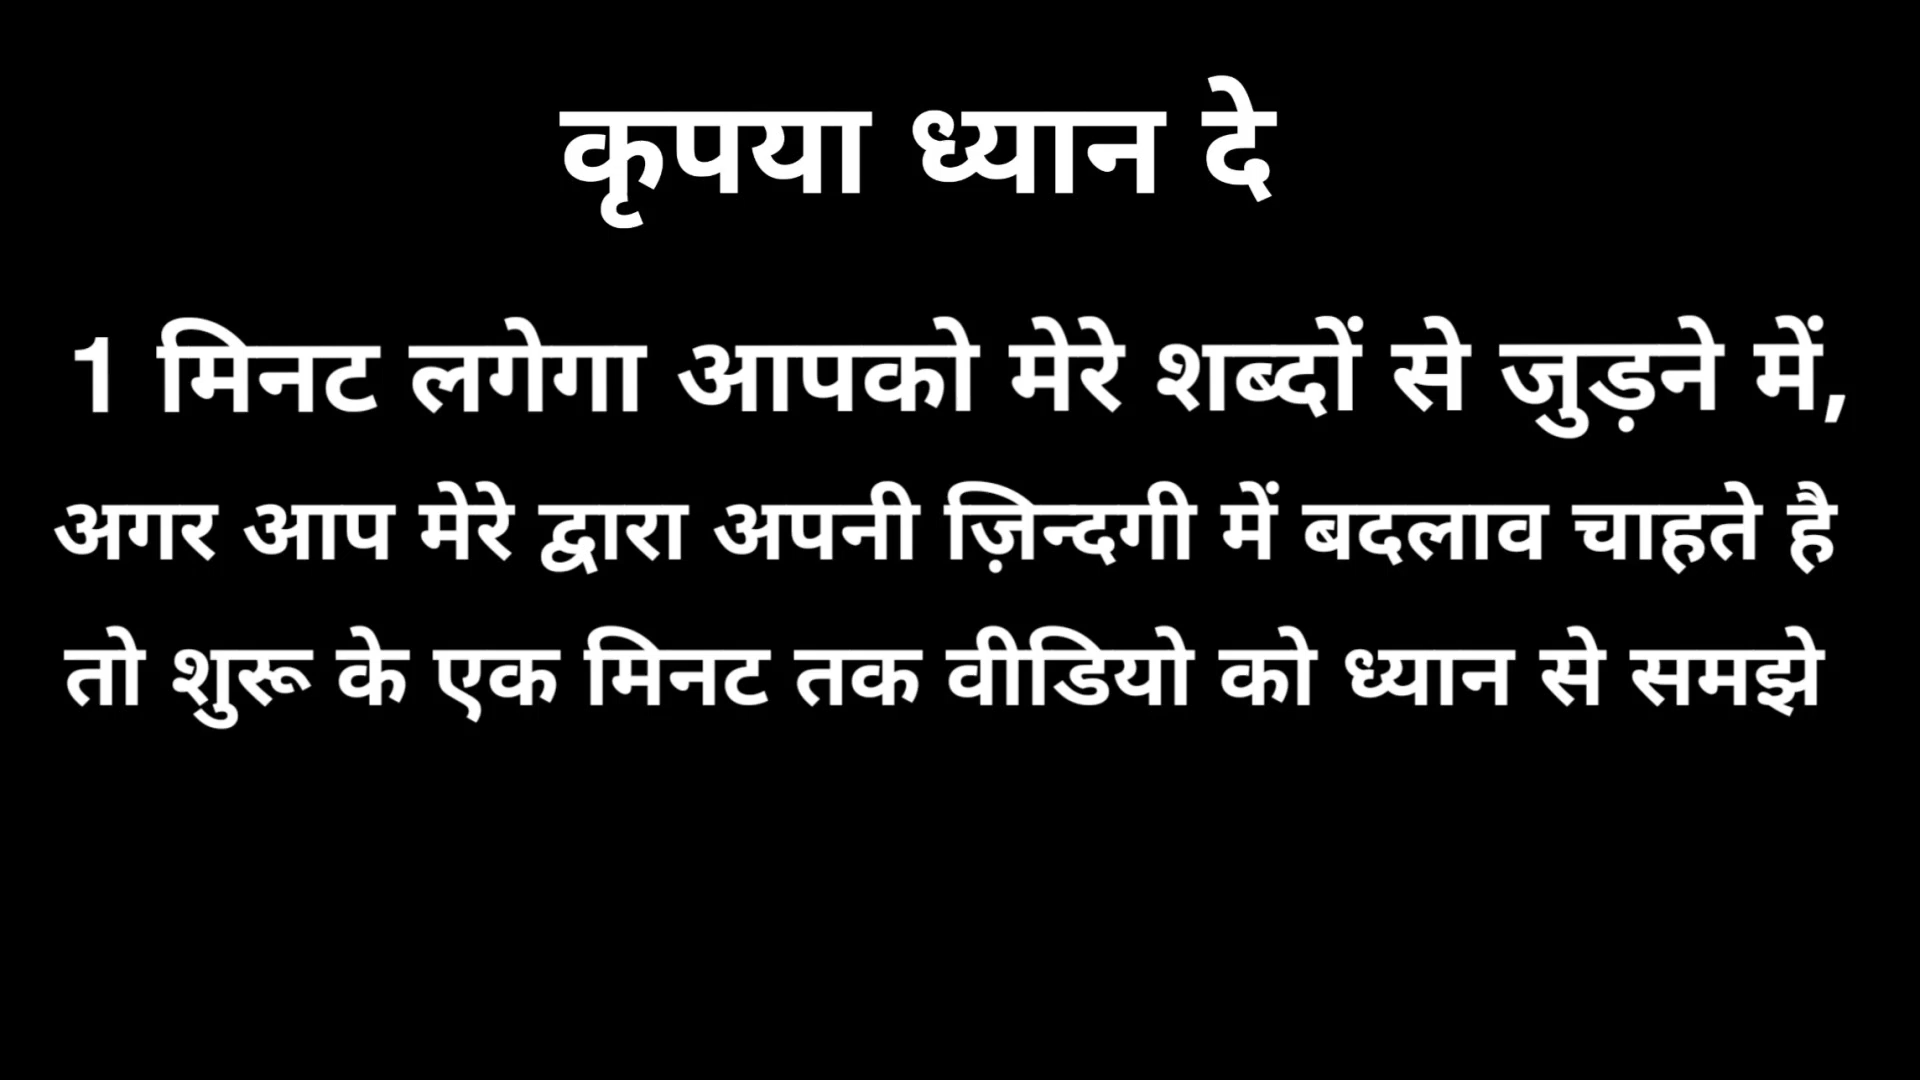 कृपया ध्यान दे
1 मिनट लगेगा आपको मेरे शब्दों से जुड़ने में,
अगर आप मेरे द्वारा अपनी ज़िन्दगी में बदलाव चाहते है
तो शुरू के एक मिनट तक वीडियो को ध्यान से समझे